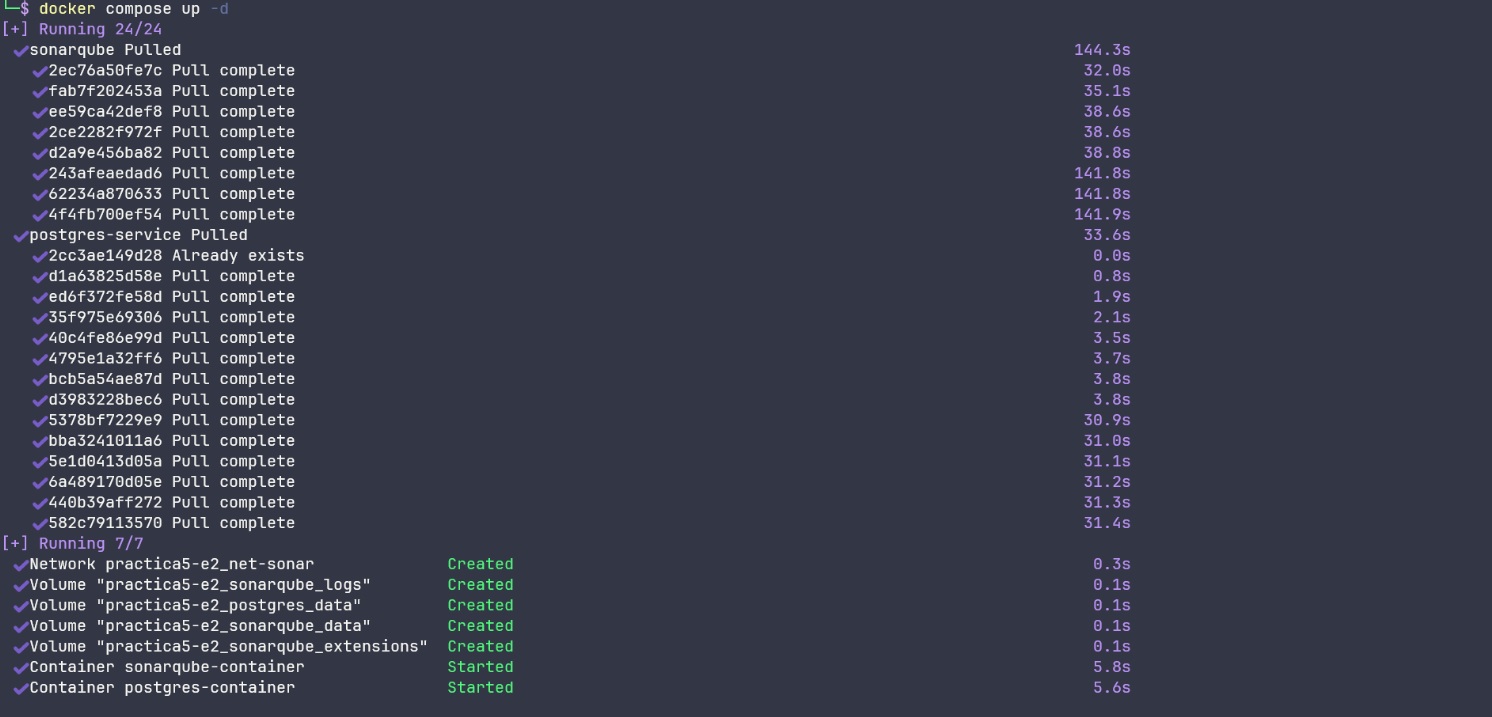 └─$ docker compose up -d
[+] Running 24/24
✔sonarqube Pulled 144.3s
✔2ec76a50fe7c Pull complete 32.0s
✔fab7f202453a Pull complete 35.1s
✔ee59ca42def8 Pull complete 38.6s
✔2ce2282f972f Pull complete 38.6s
✔d2a9e456ba82 Pull complete 38.8s
✔243afeaedad6 Pull complete 141.8s
✔62234a870633 Pull complete 141.8s
✔4f4fb700ef54 Pull complete 141.9s
✔postgres-service Pulled 33.6s
✔2cc3ae149d28 Already exists 0.0s
✔d1a63825d58e Pull complete 0.8s
✔ed6f372fe58d Pull complete 1.9s
✔35f975e69306 Pull complete 2.1s
✔40c4fe86e99d Pull complete 3.5s
✔4795e1a32ff6 Pull complete 3.7s
✔bcb5a54ae87d Pull complete 3.8s
✔d3983228bec6 Pull complete 3.8s
✔5378bf7229e9 Pull complete 30.9s
✔bba3241011a6 Pull complete 31.0s
✔5e1d0413d05a Pull complete 31.1s
✔6a489170d05e Pull complete 31.2s
✔440b39aff272 Pull complete 31.3s
✔582c79113570 Pull complete 31.4s
[+] Running 7/7
✔Network practica5-e2_net-sonar Created 0.3s
✔Volume "practica5-e2_sonarqube_logs" Created 0.1s
✔Volume "practica5-e2_postgres_data" Created 0.1s
✔Volume "practica5-e2_sonarqube_data" Created 0.1s
✔Volume "practica5-e2_sonarqube_extensions" Created 0.1s
✔Container sonarqube-container Started 5.8s
✔Container postgres-container Started 5.6s